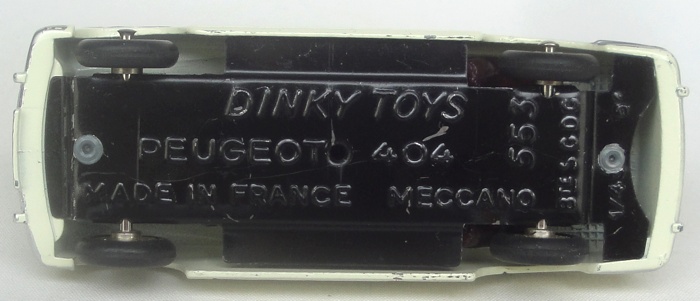 DINKY TOYS
PEUGEOT 404
MADE IN FRANCE MECCANO
553